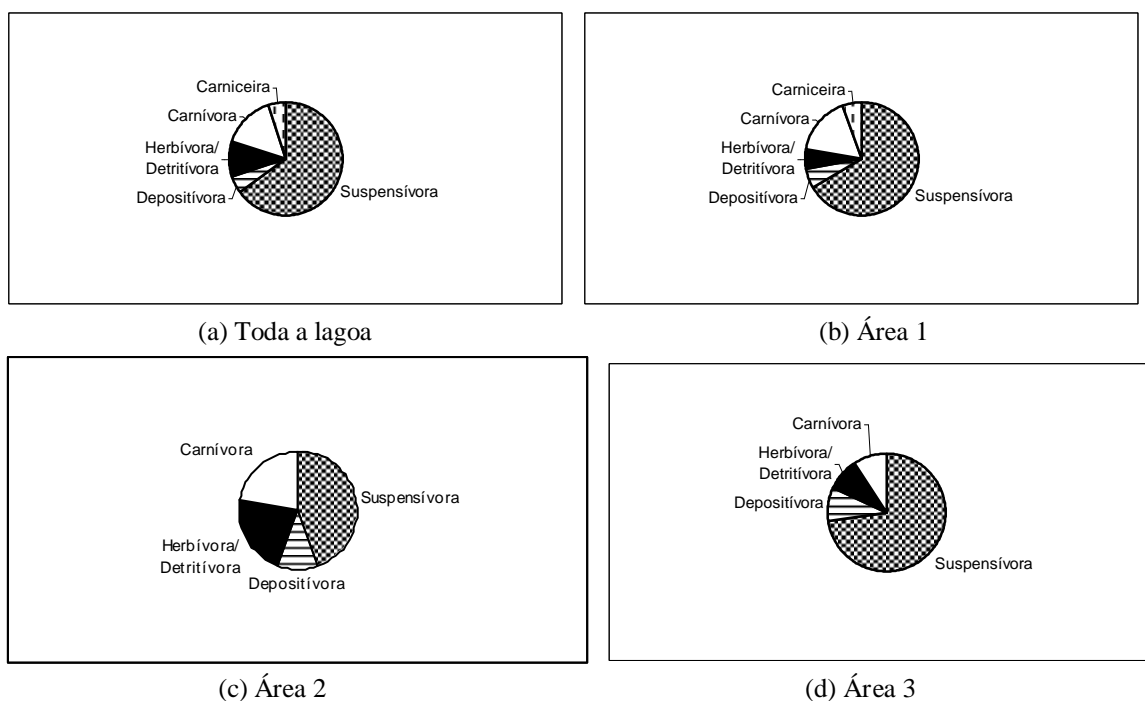 Carniceira
Carnívora
Herbívora/
Detritívora
Depositívora
Suspensívora
(a) Toda a lagoa
Carniceira
Carnívora
Herbívora/
Detritívora
Depositívora
Suspensívora
(b) Área 1
Carnívora
Suspensívora
Herbívora/
Detritívora
Depositívora
(c) Área 2
Carnívora
Herbívora/
Detritívora
Depositívora
Suspensívora
(d) Área 3